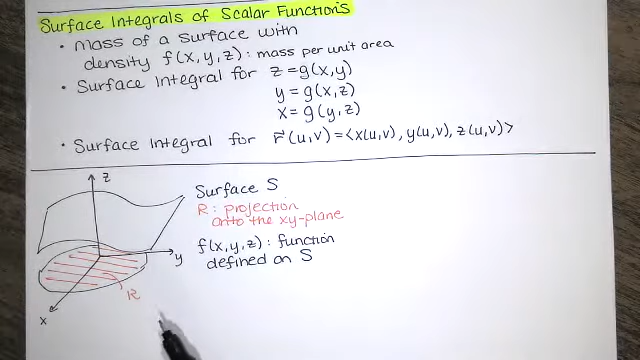 Surface Integrals of Scalar Functions
• Mass of a surface with
density f(x,y,z): mass per unit area
• Surface Integral for z = g(x,y)
y = g(x,z)
x = g(y,z)
• Surface Integral for r⃗(u,v) = <x(u,v), y(u,v), z(u,v)>
z
Surface S
R: projection
onto the xy-plane
f(x,y,z): function
defined on S
y
R
x